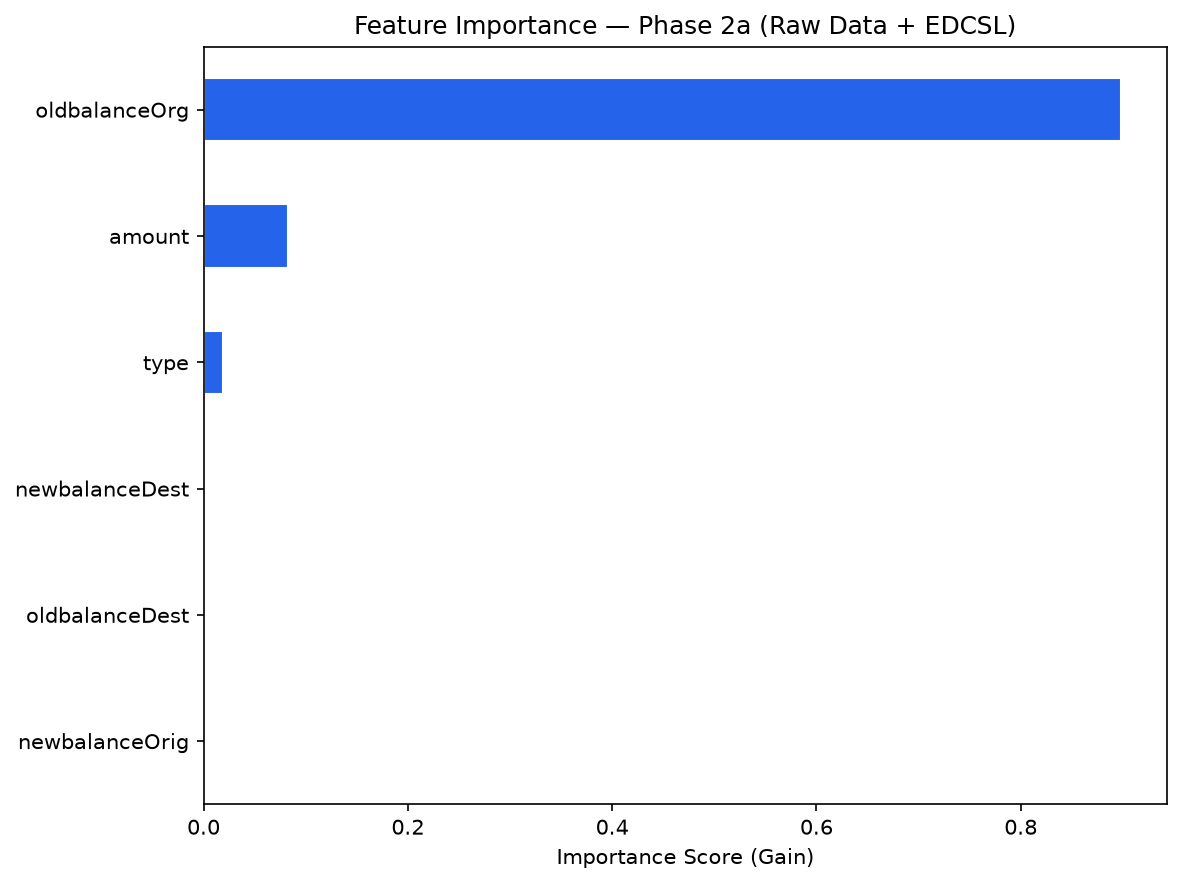 Feature Importance — Phase 2a (Raw Data + EDCSL)
oldbalanceOrg
amount
type
newbalanceDest
oldbalanceDest
newbalanceOrig
0.0 0.2 0.4 0.6 0.8
Importance Score (Gain)